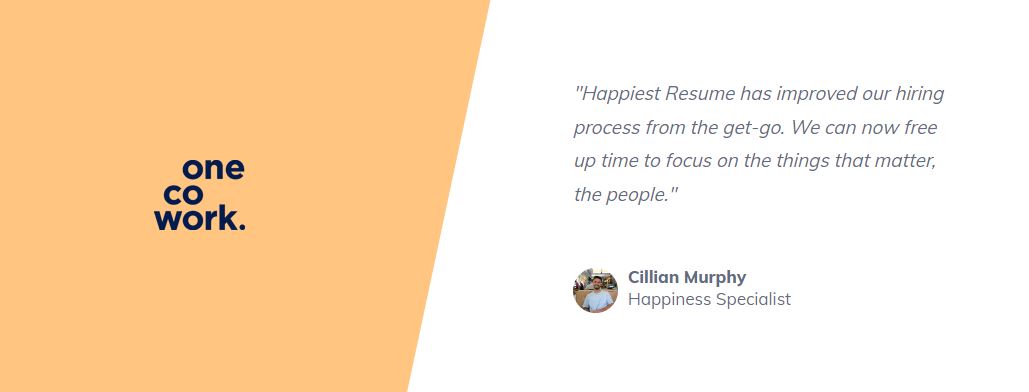 one
co
work.
"Happiest Resume has improved our hiring
process from the get-go. We can now free
up time to focus on the things that matter,
the people."
Cillian Murphy
Happiness Specialist